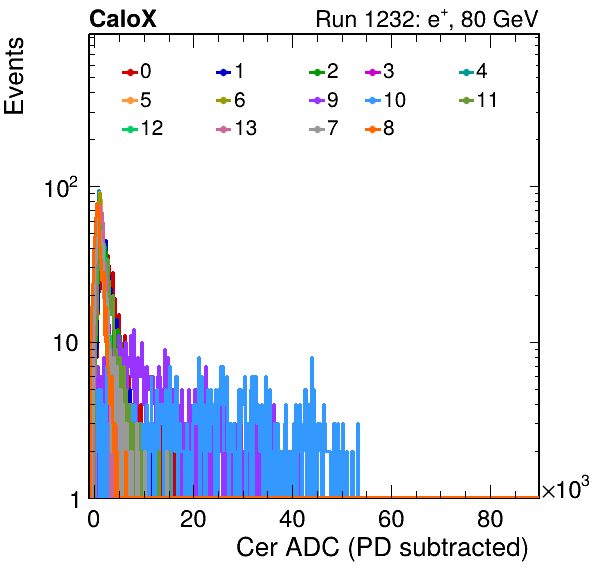 CaloX Run 1232: e⁺, 80 GeV
Events
0 1 2 3 4
5 6 9 10 11
12 13 7 8
10²
10
1
0 20 40 60 80 ×10³
Cer ADC (PD subtracted)